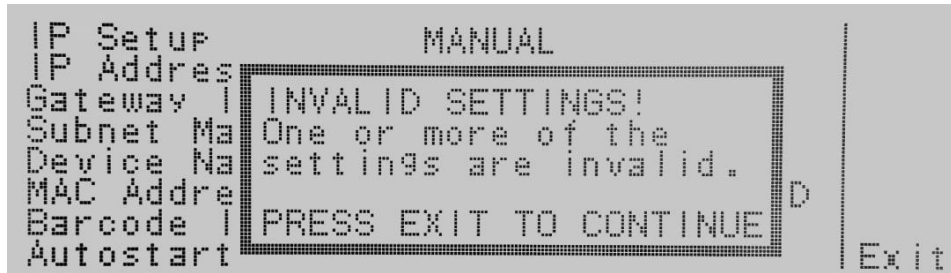 IP Setup MANUAL
IP Addres
Gateway I
Subnet Ma
Device Na
MAC Addre D
Barcode I
Autostart
INVALID SETTINGS!
One or more of the
settings are invalid.
PRESS EXIT TO CONTINUE
Exit